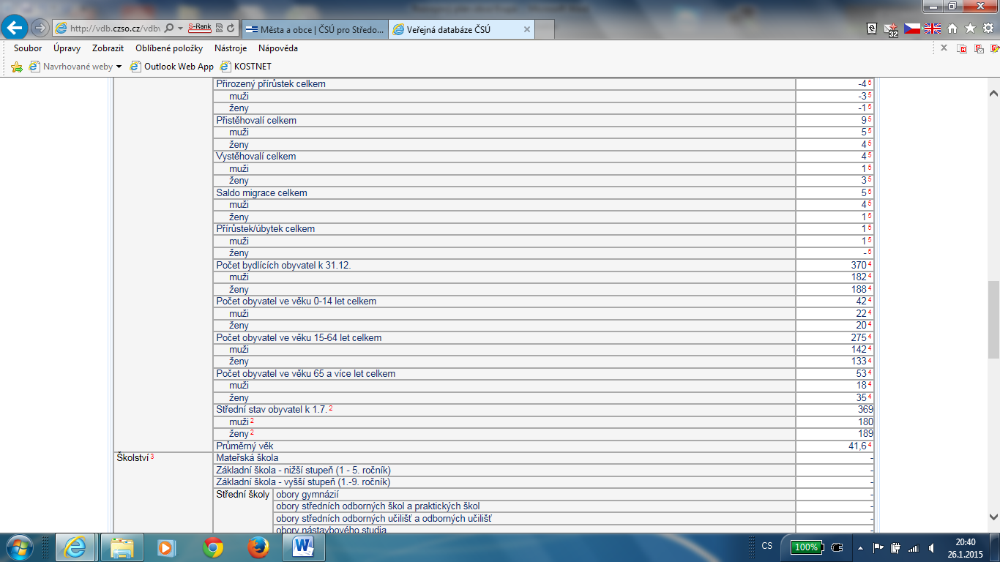 http://vdb.czso.cz/vdbv
S-Rank
Města a obce | ČSÚ pro Středo...
Veřejná databáze ČSÚ
32
Soubor Úpravy Zobrazit Oblíbené položky Nástroje Nápověda
Navrhované weby Outlook Web App KOSTNET
Přirozený přírůstek celkem -4 5
muži -3 5
ženy -1 5
Přistěhovalí celkem 9 5
muži 5 5
ženy 4 5
Vystěhovalí celkem 4 5
muži 1 5
ženy 3 5
Saldo migrace celkem 5 5
muži 4 5
ženy 1 5
Přírůstek/úbytek celkem 1 5
muži 1 5
ženy - 5
Počet bydlících obyvatel k 31.12. 370 4
muži 182 4
ženy 188 4
Počet obyvatel ve věku 0-14 let celkem 42 4
muži 22 4
ženy 20 4
Počet obyvatel ve věku 15-64 let celkem 275 4
muži 142 4
ženy 133 4
Počet obyvatel ve věku 65 a více let celkem 53 4
muži 18 4
ženy 35 4
Střední stav obyvatel k 1.7. 2 369
muži 2 180
ženy 2 189
Průměrný věk 41,6 4
Školství 3 Mateřská škola -
Základní škola - nižší stupeň (1 - 5. ročník) -
Základní škola - vyšší stupeň (1.-9. ročník) -
Střední školy obory gymnázií -
obory středních odborných škol a praktických škol -
obory středních odborných učilišť a odborných učilišť -
obory nástavbového studia -
CS 100% 20:40
26.1.2015